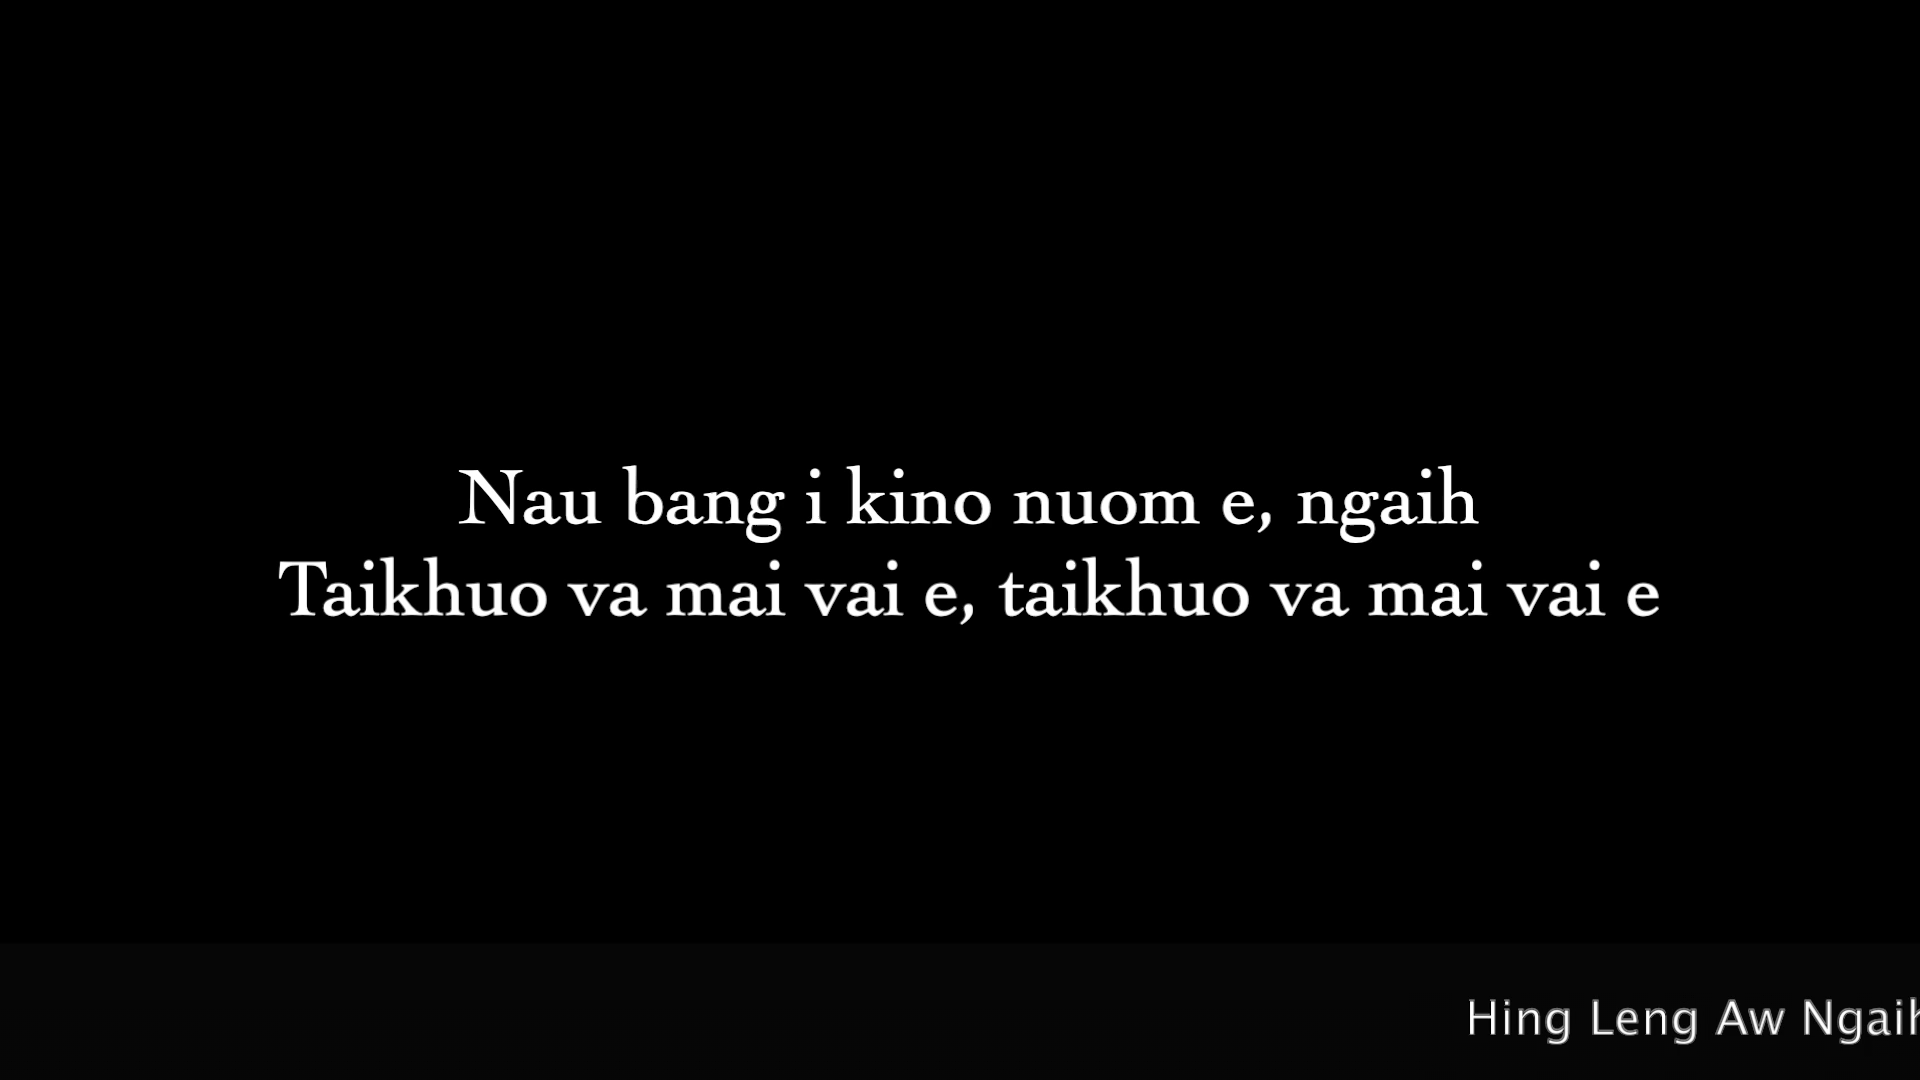 Nau bang i kino nuom e, ngaih
Taikhuo va mai vai e, taikhuo va mai vai e
Hing Leng Aw Ngaih